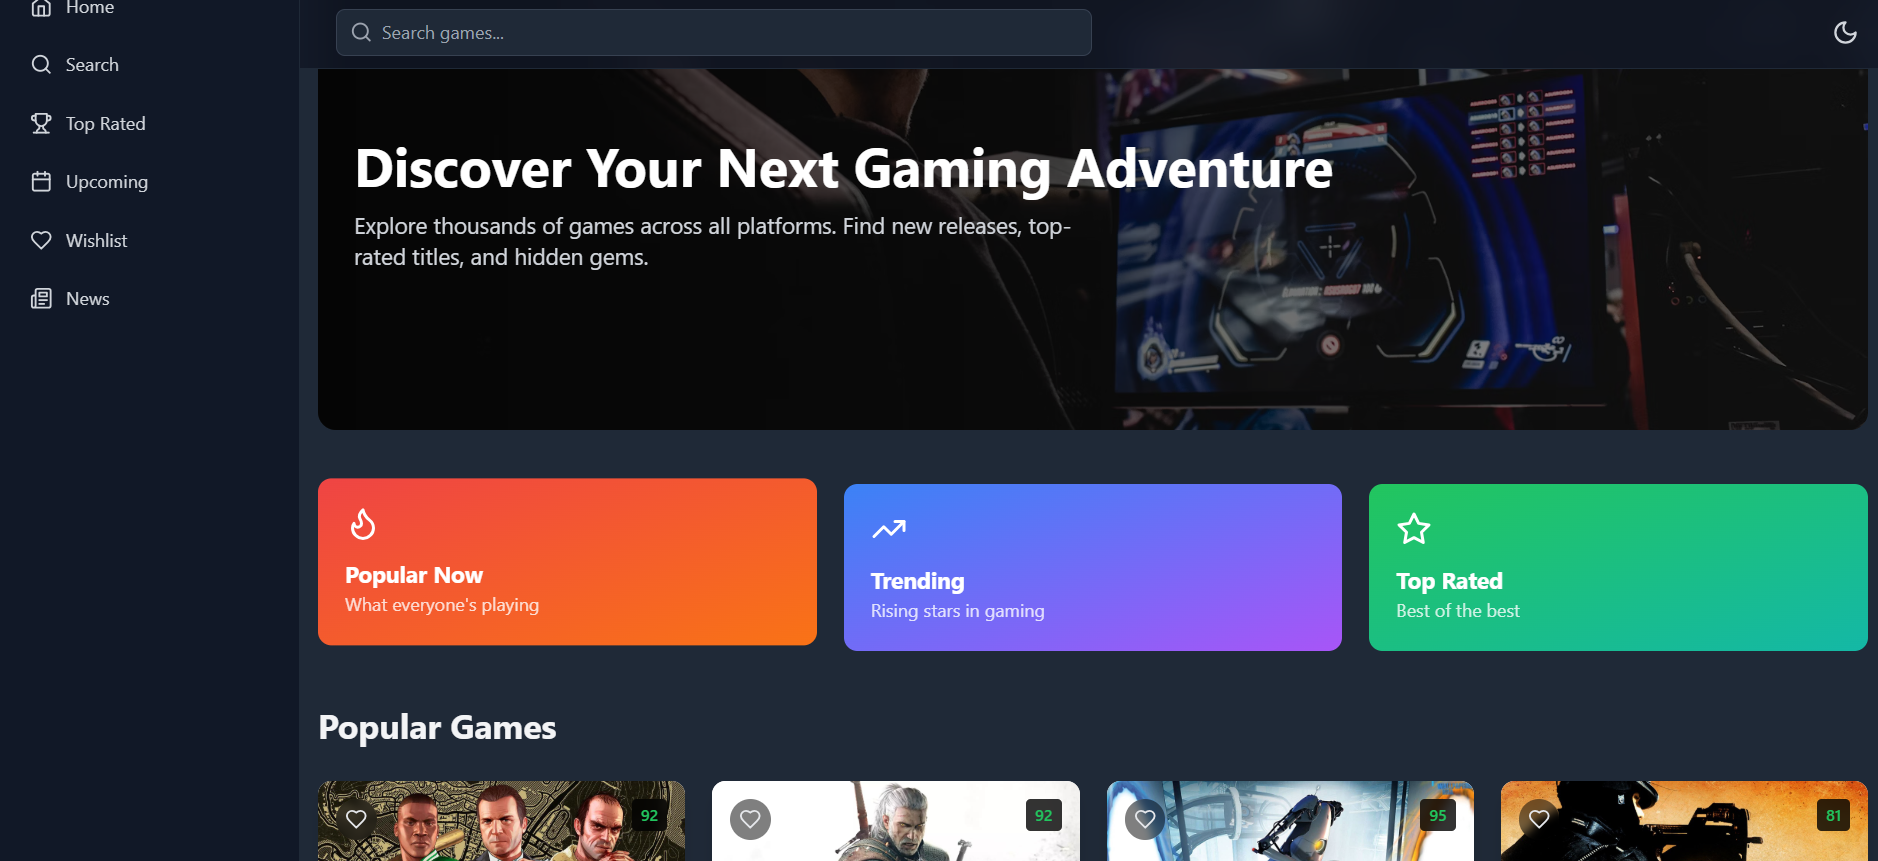 Home
Search
Top Rated
Upcoming
Wishlist
News
Search games...
Discover Your Next Gaming Adventure
Explore thousands of games across all platforms. Find new releases, top-
rated titles, and hidden gems.
Popular Now
What everyone's playing
Trending
Rising stars in gaming
Top Rated
Best of the best
Popular Games
92
92
95
81